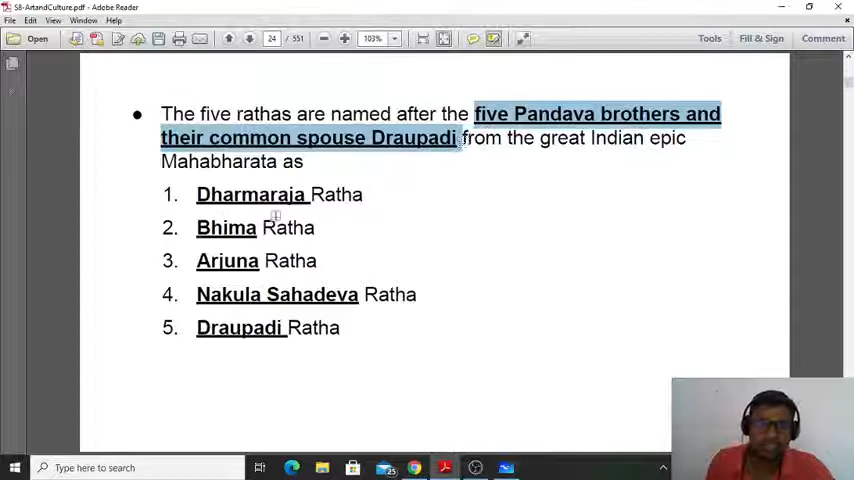 S8-ArtandCulture.pdf - Adobe Reader
File Edit View Window Help
Open 24 / 551 103% Tools Fill & Sign Comment
● The five rathas are named after the five Pandava brothers and
their common spouse Draupadi from the great Indian epic
Mahabharata as
1. Dharmaraja Ratha
2. Bhima Ratha
3. Arjuna Ratha
4. Nakula Sahadeva Ratha
5. Draupadi Ratha
Type here to search 25